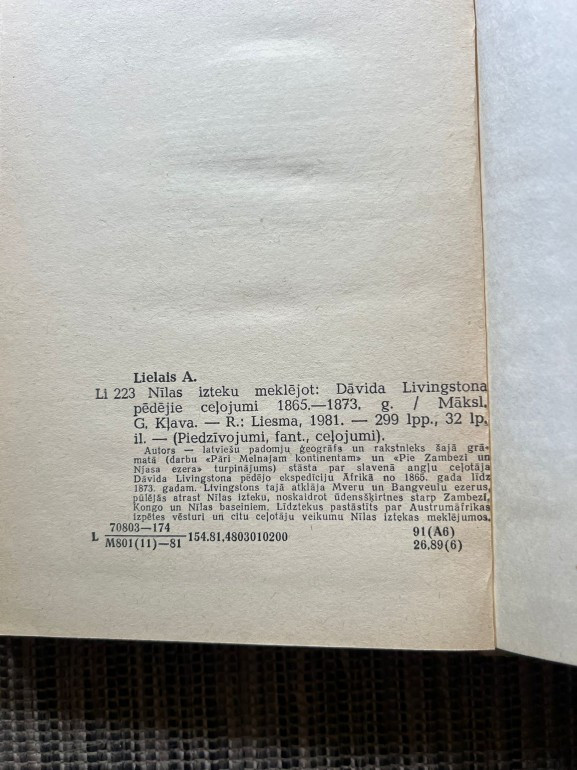 Lielais A.
Li 223 Nīlas izteku meklējot: Dāvida Livingstona
pēdējie ceļojumi 1865.—1873. g. / Māksl.
G. Kļava. — R.: Liesma, 1981. — 299 lpp., 32 lp.
il. — (Piedzīvojumi, fant., ceļojumi).
Autors — latviešu padomju ģeogrāfs un rakstnieks šajā grā-
matā (darbu «Pāri Melnajam kontinentam» un «Pie Zambezi un
Njasa ezera» turpinājums) stāsta par slavenā angļu ceļotāja
Dāvida Livingstona pēdējo ekspedīciju Āfrikā no 1865. gada līdz
1873. gadam. Livingstons tajā atklāja Mveru un Bangveulu ezerus,
pūlējās atrast Nīlas izteku, noskaidrot ūdensšķirtnes starp Zambezi,
Kongo un Nīlas baseiniem. Līdztekus pastāstīts par Austrumāfrikas
izpētes vēsturi un citu ceļotāju veikumu Nīlas iztekas meklējumos.
70803—174
L 154.81.4803010200
M801(11)—81
91(A6)
26.89(6)